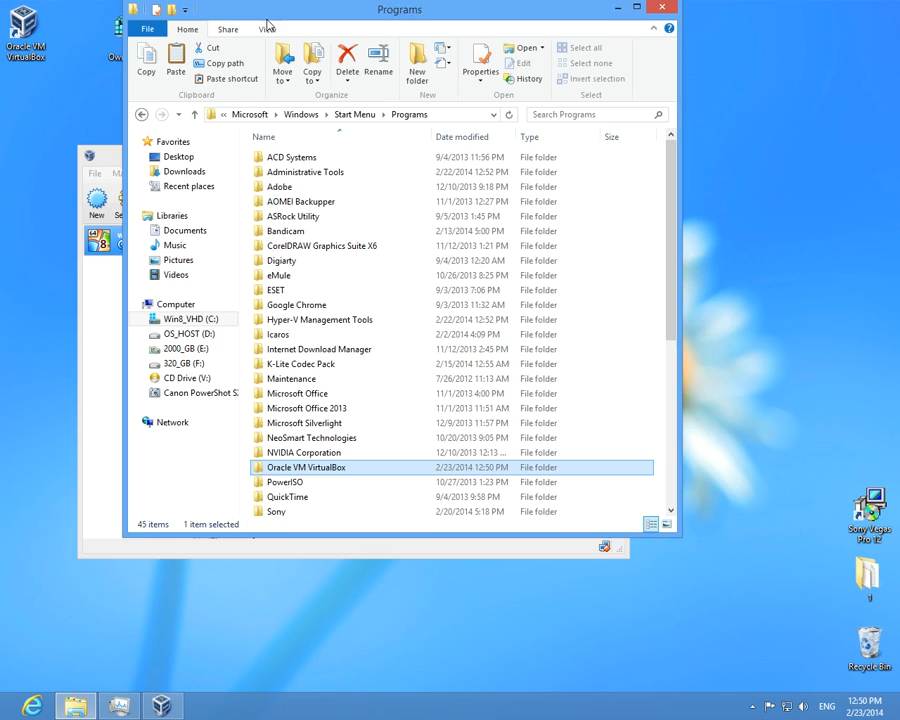 Programs
File Home Share
Copy
Paste
Cut
Copy path
Paste shortcut
Clipboard
Move to
Copy to
Delete
Rename
Organize
New folder
New
Properties
Open
Edit
History
Open
Select all
Select none
Invert selection
Select
« Microsoft Windows Start Menu Programs
Search Programs
Name Date modified Type Size
Favorites
Desktop
Downloads
Recent places
Libraries
Documents
Music
Pictures
Videos
Computer
Win8_VHD (C:)
OS_HOST (D:)
2000_GB (E:)
320_GB (F:)
CD Drive (V:)
Canon PowerShot S
Network
ACD Systems 9/4/2013 11:56 PM File folder
Administrative Tools 2/22/2014 12:52 PM File folder
Adobe 12/10/2013 9:18 PM File folder
AOMEI Backupper 11/1/2013 12:27 PM File folder
ASRock Utility 9/5/2013 1:45 PM File folder
Bandicam 2/13/2014 5:00 PM File folder
CorelDRAW Graphics Suite X6 11/12/2013 1:21 PM File folder
Digiarty 9/4/2013 12:20 AM File folder
eMule 10/26/2013 8:25 PM File folder
ESET 9/3/2013 7:06 PM File folder
Google Chrome 9/3/2013 11:32 AM File folder
Hyper-V Management Tools 2/22/2014 12:52 PM File folder
Icaros 2/2/2014 4:09 PM File folder
Internet Download Manager 11/12/2013 2:45 PM File folder
K-Lite Codec Pack 2/15/2014 12:55 AM File folder
Maintenance 7/26/2012 11:13 AM File folder
Microsoft Office 11/1/2013 4:00 PM File folder
Microsoft Office 2013 11/1/2013 11:51 AM File folder
Microsoft Silverlight 12/9/2013 11:57 PM File folder
NeoSmart Technologies 10/20/2013 9:05 PM File folder
NVIDIA Corporation 12/10/2013 12:13 ... File folder
Oracle VM VirtualBox 2/23/2014 12:50 PM File folder
PowerISO 10/27/2013 1:23 PM File folder
QuickTime 9/4/2013 9:58 PM File folder
Sony 2/20/2014 5:18 PM File folder
45 items 1 item selected
Oracle VM
VirtualBox
File
New
64
8
Sony Vegas
Pro 12
1
Recycle Bin
ENG
12:50 PM
2/23/2014